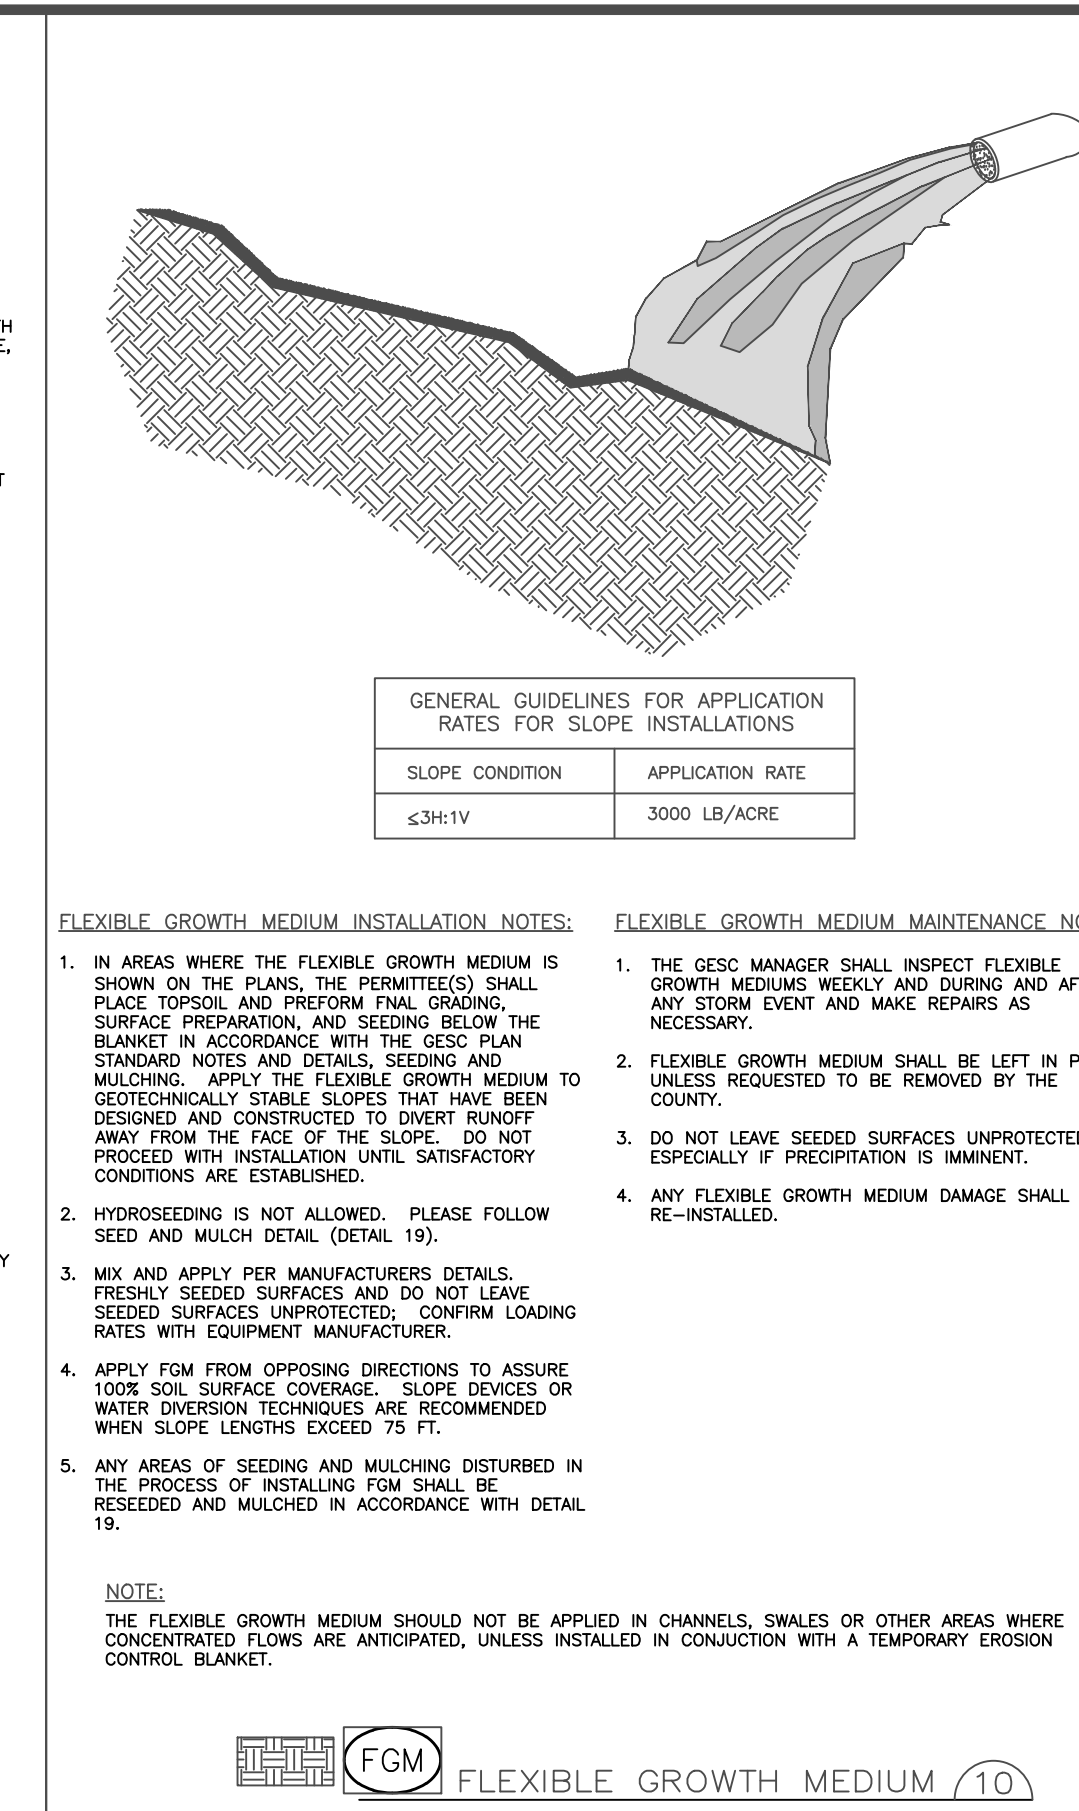 TH
E,
T
Y
GENERAL GUIDELINES FOR APPLICATION
RATES FOR SLOPE INSTALLATIONS
SLOPE CONDITION APPLICATION RATE
≤3H:1V 3000 LB/ACRE
FLEXIBLE GROWTH MEDIUM INSTALLATION NOTES:
1. IN AREAS WHERE THE FLEXIBLE GROWTH MEDIUM IS
SHOWN ON THE PLANS, THE PERMITTEE(S) SHALL
PLACE TOPSOIL AND PREFORM FNAL GRADING,
SURFACE PREPARATION, AND SEEDING BELOW THE
BLANKET IN ACCORDANCE WITH THE GESC PLAN
STANDARD NOTES AND DETAILS, SEEDING AND
MULCHING. APPLY THE FLEXIBLE GROWTH MEDIUM TO
GEOTECHNICALLY STABLE SLOPES THAT HAVE BEEN
DESIGNED AND CONSTRUCTED TO DIVERT RUNOFF
AWAY FROM THE FACE OF THE SLOPE. DO NOT
PROCEED WITH INSTALLATION UNTIL SATISFACTORY
CONDITIONS ARE ESTABLISHED.
2. HYDROSEEDING IS NOT ALLOWED. PLEASE FOLLOW
SEED AND MULCH DETAIL (DETAIL 19).
3. MIX AND APPLY PER MANUFACTURERS DETAILS.
FRESHLY SEEDED SURFACES AND DO NOT LEAVE
SEEDED SURFACES UNPROTECTED; CONFIRM LOADING
RATES WITH EQUIPMENT MANUFACTURER.
4. APPLY FGM FROM OPPOSING DIRECTIONS TO ASSURE
100% SOIL SURFACE COVERAGE. SLOPE DEVICES OR
WATER DIVERSION TECHNIQUES ARE RECOMMENDED
WHEN SLOPE LENGTHS EXCEED 75 FT.
5. ANY AREAS OF SEEDING AND MULCHING DISTURBED IN
THE PROCESS OF INSTALLING FGM SHALL BE
RESEEDED AND MULCHED IN ACCORDANCE WITH DETAIL
19.
FLEXIBLE GROWTH MEDIUM MAINTENANCE NO
1. THE GESC MANAGER SHALL INSPECT FLEXIBLE
GROWTH MEDIUMS WEEKLY AND DURING AND AF
ANY STORM EVENT AND MAKE REPAIRS AS
NECESSARY.
2. FLEXIBLE GROWTH MEDIUM SHALL BE LEFT IN P
UNLESS REQUESTED TO BE REMOVED BY THE
COUNTY.
3. DO NOT LEAVE SEEDED SURFACES UNPROTECTED
ESPECIALLY IF PRECIPITATION IS IMMINENT.
4. ANY FLEXIBLE GROWTH MEDIUM DAMAGE SHALL
RE-INSTALLED.
NOTE:
THE FLEXIBLE GROWTH MEDIUM SHOULD NOT BE APPLIED IN CHANNELS, SWALES OR OTHER AREAS WHERE
CONCENTRATED FLOWS ARE ANTICIPATED, UNLESS INSTALLED IN CONJUCTION WITH A TEMPORARY EROSION
CONTROL BLANKET.
FGM FLEXIBLE GROWTH MEDIUM 10